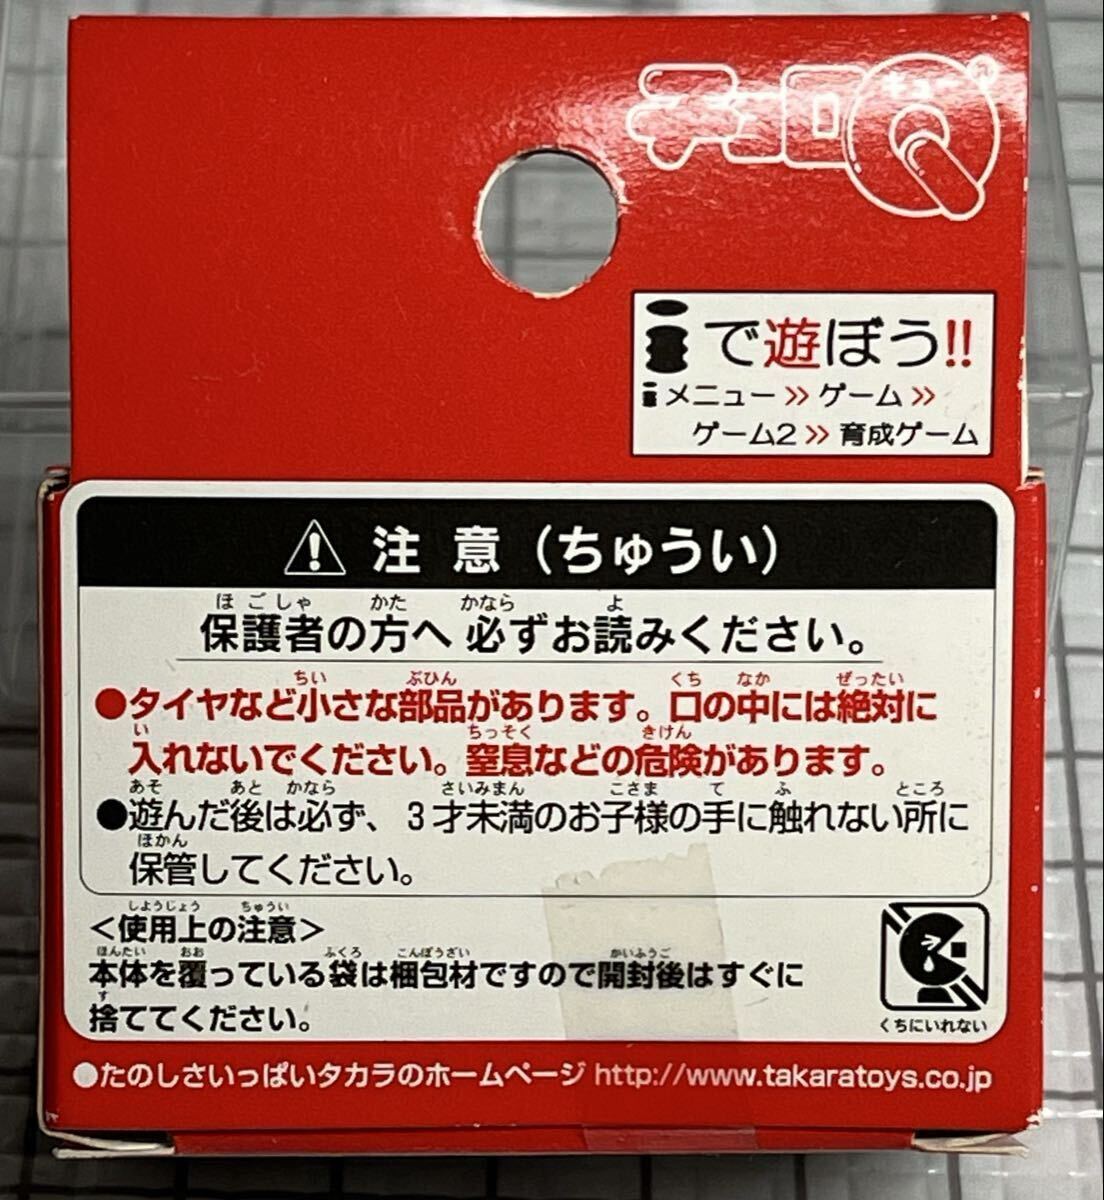 チョロQ
キュー
で遊ぼう!!
メニュー >> ゲーム >>
ゲーム2 >> 育成ゲーム
注 意 (ちゅうい)
ほごしゃ かた かなら よ
保護者の方へ 必ずお読みください。
ちい ぶひん くち なか ぜったい
●タイヤなど小さな部品があります。口の中には絶対に
い ちっそく きけん
入れないでください。窒息などの危険があります。
あそ あと かなら さいみまん こさま て ふ ところ
●遊んだ後は必ず、3才未満のお子様の手に触れない所に
ほかん
保管してください。
しようじょう ちゅうい
<使用上の注意>
ほんたい おお ふくろ こんぽうざい かいふうご
本体を覆っている袋は梱包材ですので開封後はすぐに
す
捨ててください。
くちにいれない
●たのしさいっぱいタカラのホームページ http://www.takaratoys.co.jp